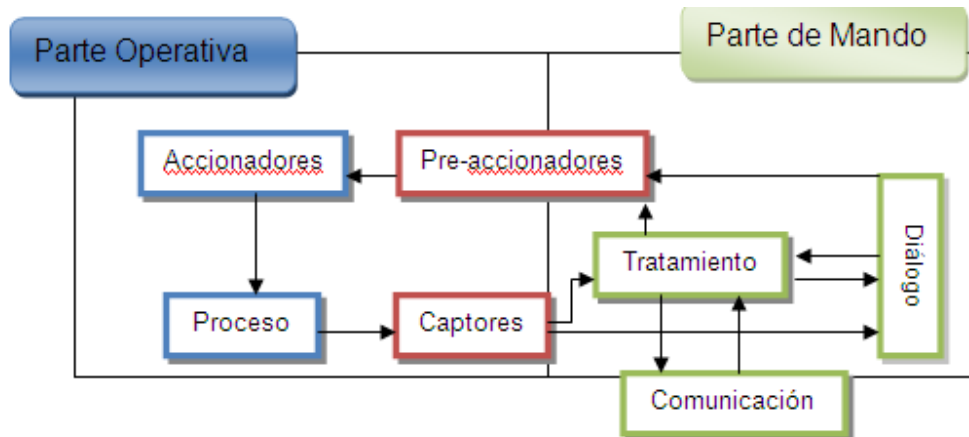 Parte Operativa
Parte de Mando
Accionadores
Pre-accionadores
Tratamiento
Diálogo
Proceso
Captores
Comunicación